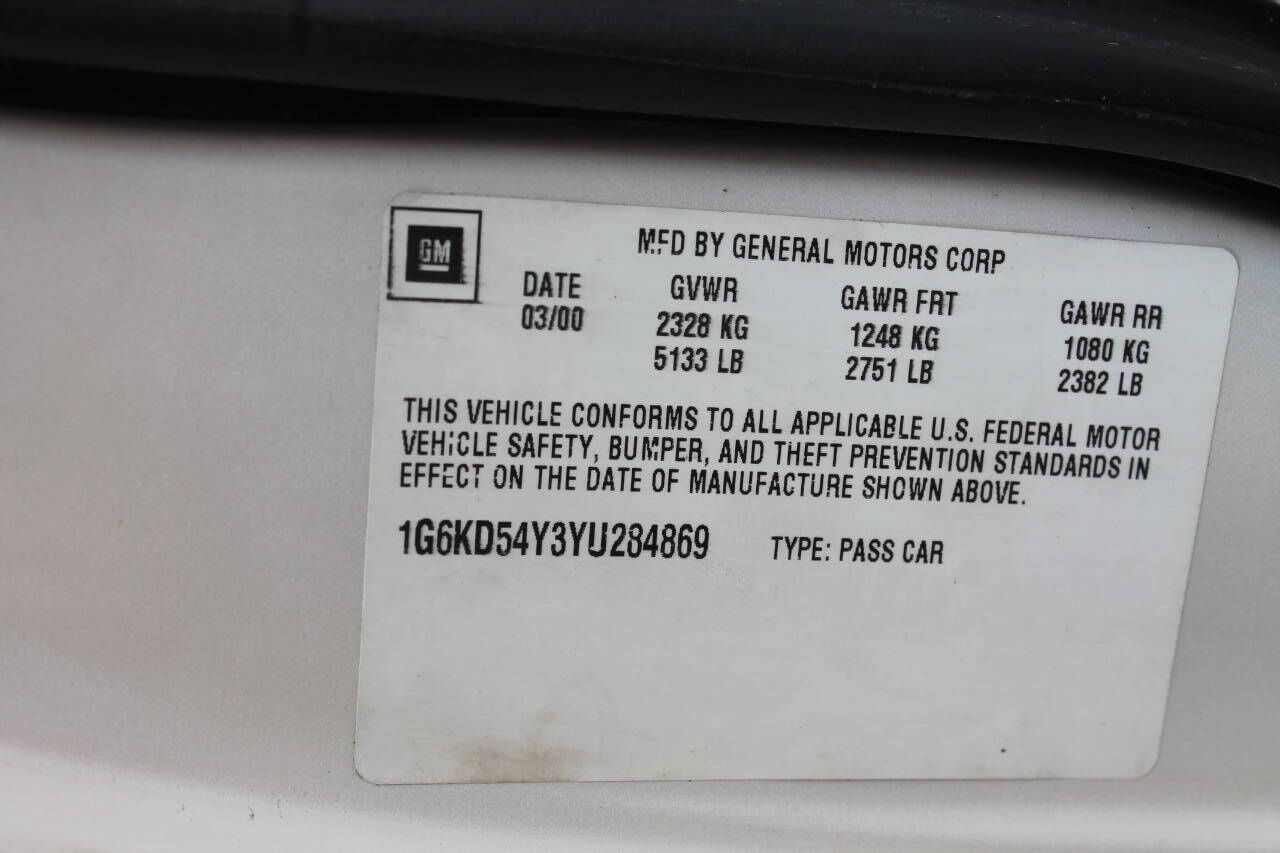 GM
MFD BY GENERAL MOTORS CORP
DATE GVWR GAWR FRT GAWR RR
03/00 2328 KG 1248 KG 1080 KG
5133 LB 2751 LB 2382 LB
THIS VEHICLE CONFORMS TO ALL APPLICABLE U.S. FEDERAL MOTOR
VEHICLE SAFETY, BUMPER, AND THEFT PREVENTION STANDARDS IN
EFFECT ON THE DATE OF MANUFACTURE SHOWN ABOVE.
1G6KD54Y3YU284869 TYPE: PASS CAR